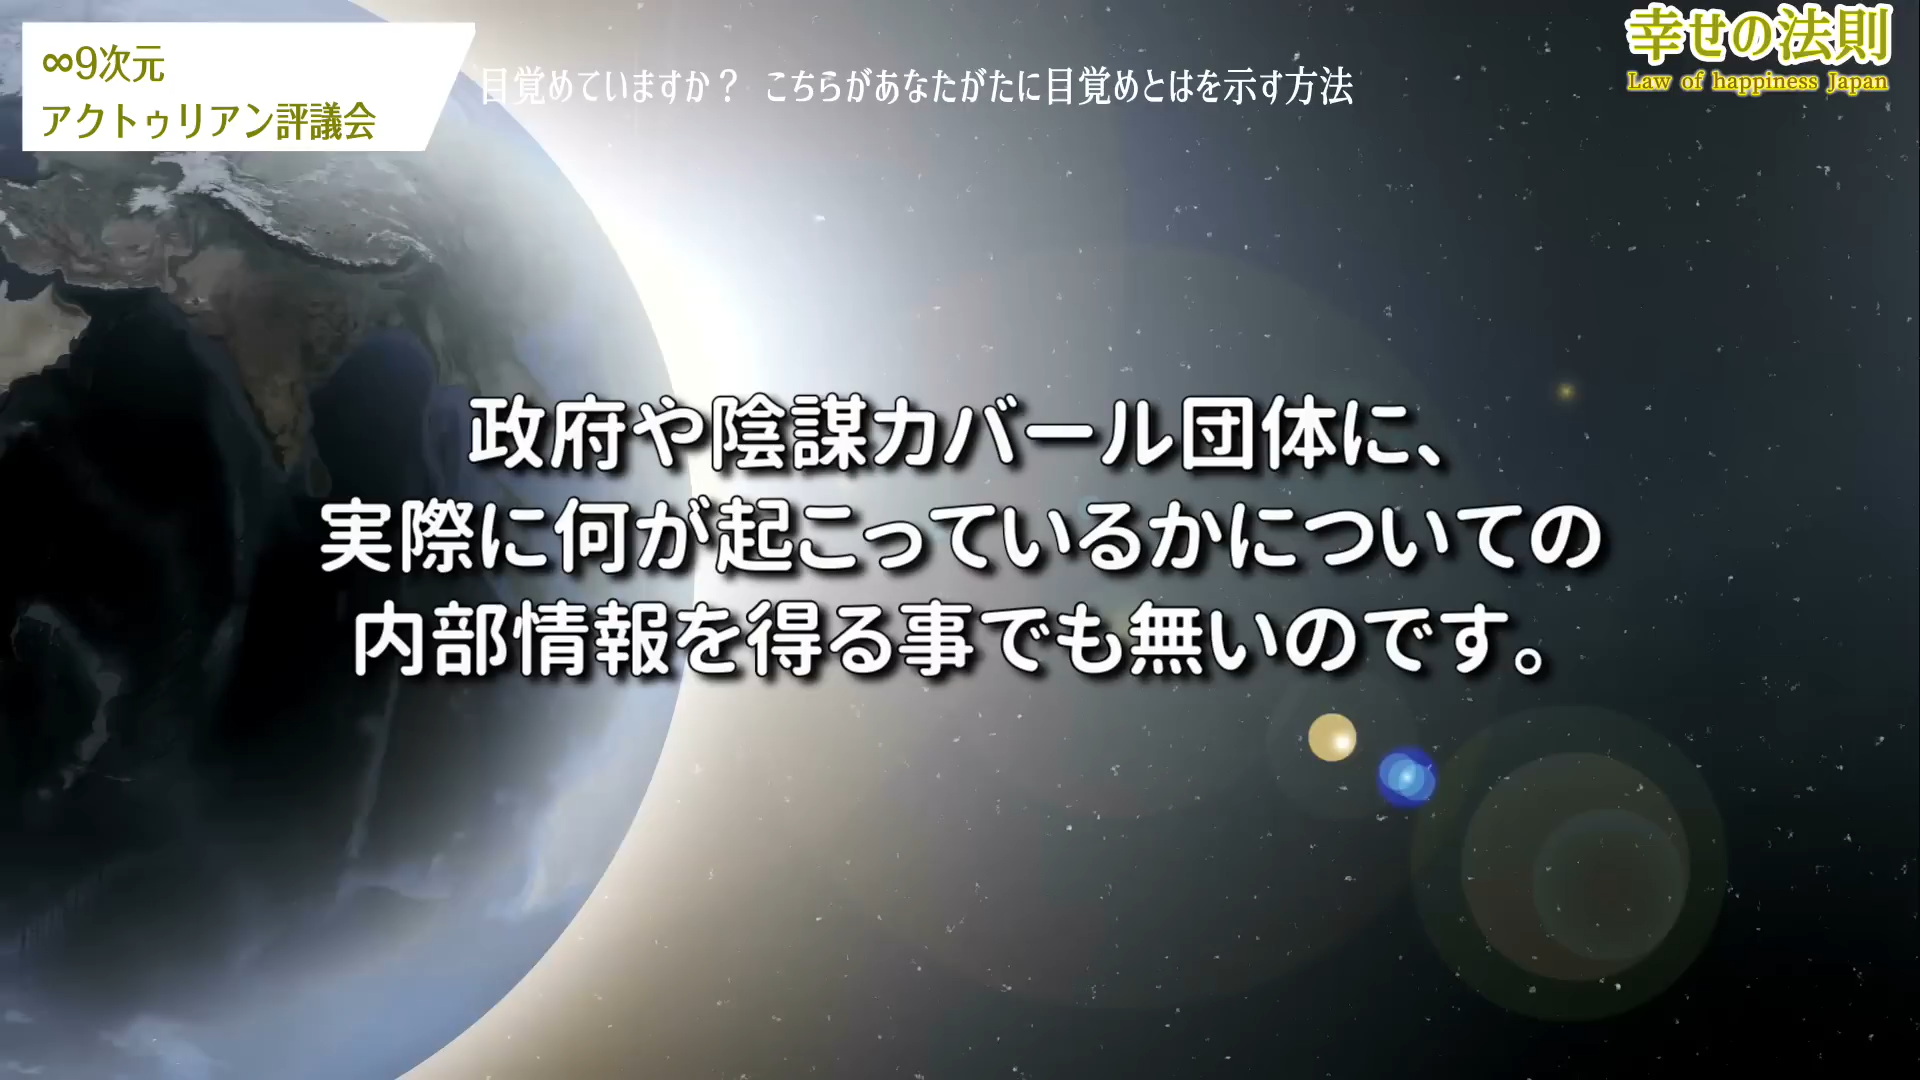 ∞9次元
アクトゥリアン評議会
目覚めていますか？ こちらがあなたがたに目覚めとはを示す方法
幸せの法則
Law of happiness Japan
政府や陰謀カバール団体に、
実際に何が起こっているかについての
内部情報を得る事でも無いのです。